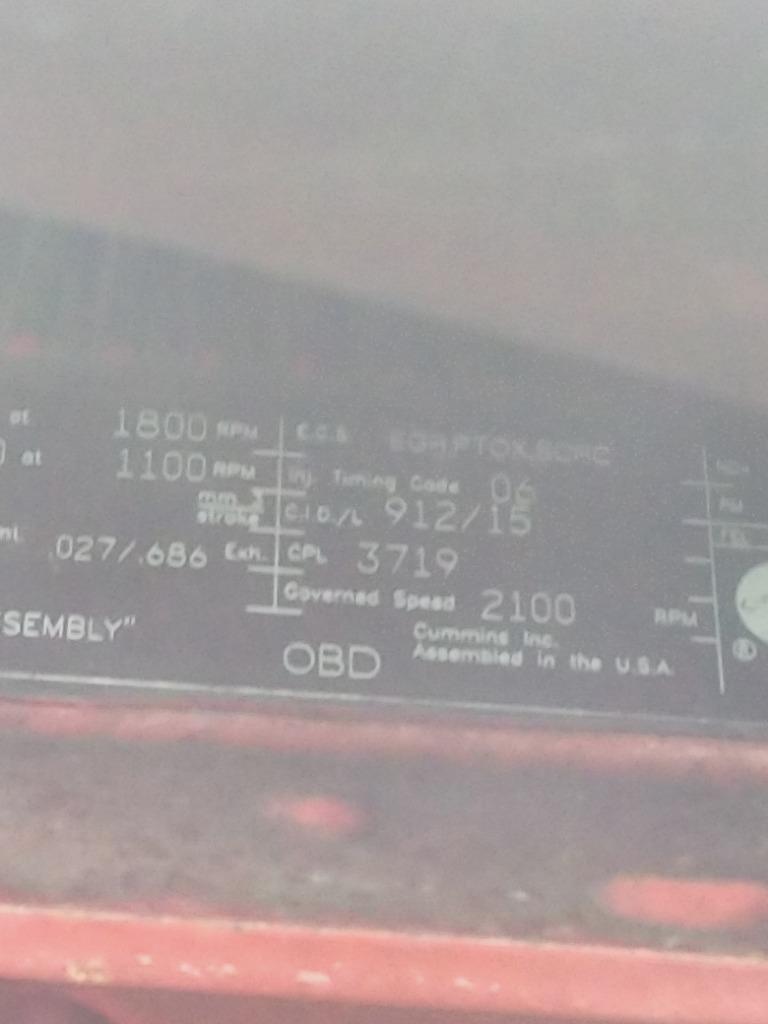 at 1800 RPM E.C.S.
at 1100 RPM Inj. Timing Code 06
mm 3
stroke C.I.D./L 912/15
.027/.686 Exh. CPL 3719
Governed Speed 2100 RPM
SEMBLY"
OBD
Cummins Inc.
Assembled in the U.S.A.
®